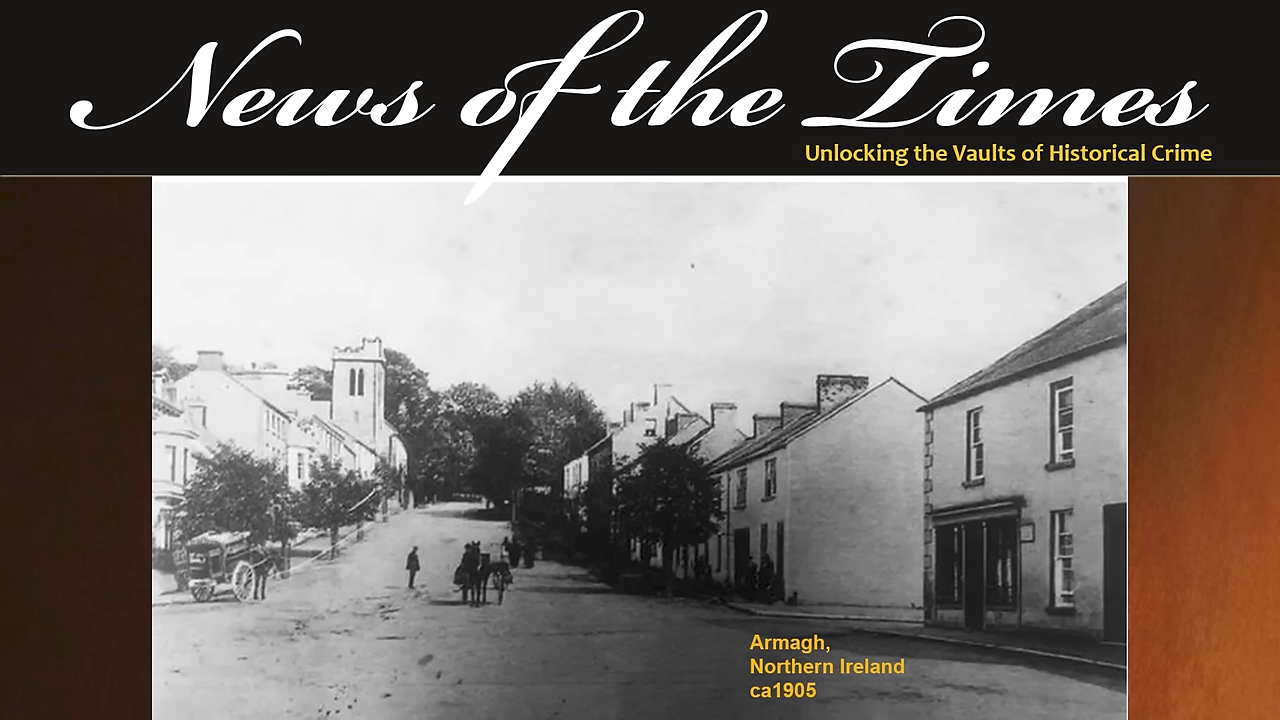 News of the Times
Unlocking the Vaults of Historical Crime
Armagh,
Northern Ireland
ca1905